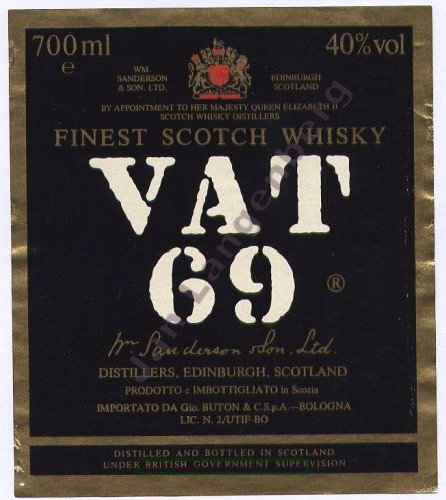 700ml
e
40%vol
WM.
SANDERSON
& SON. LTD.
EDINBURGH
SCOTLAND
BY APPOINTMENT TO HER MAJESTY QUEEN ELIZABETH II
SCOTCH WHISKY DISTILLERS
FINEST SCOTCH WHISKY
VAT
69
®
Wm Sanderson & Son, Ltd.
DISTILLERS, EDINBURGH, SCOTLAND
PRODOTTO e IMBOTTIGLIATO in Scozia
IMPORTATO DA Gio. BUTON & C.S.p.A.—BOLOGNA
LIC. N. 2/UTIF-BO
DISTILLED AND BOTTLED IN SCOTLAND
UNDER BRITISH GOVERNMENT SUPERVISION
Jan Langenberg